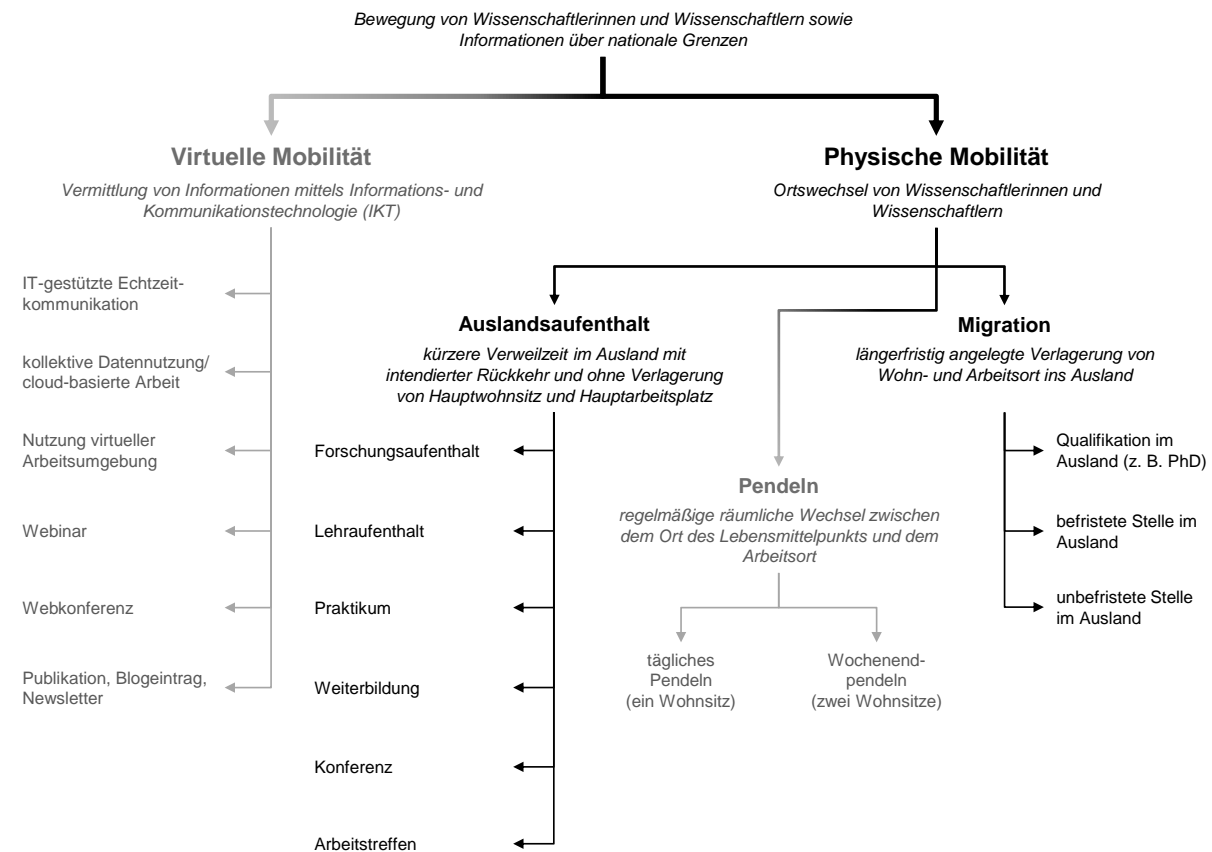 Bewegung von Wissenschaftlerinnen und Wissenschaftlern sowie
Informationen über nationale Grenzen
Virtuelle Mobilität
Vermittlung von Informationen mittels Informations- und
Kommunikationstechnologie (IKT)
IT-gestützte Echtzeit-
kommunikation
kollektive Datennutzung/
cloud-basierte Arbeit
Nutzung virtueller
Arbeitsumgebung
Webinar
Webkonferenz
Publikation, Blogeintrag,
Newsletter
Physische Mobilität
Ortswechsel von Wissenschaftlerinnen und
Wissenschaftlern
Auslandsaufenthalt
kürzere Verweilzeit im Ausland mit
intendierter Rückkehr und ohne Verlagerung
von Hauptwohnsitz und Hauptarbeitsplatz
Forschungsaufenthalt
Lehraufenthalt
Praktikum
Weiterbildung
Konferenz
Arbeitstreffen
Pendeln
regelmäßige räumliche Wechsel zwischen
dem Ort des Lebensmittelpunkts und dem
Arbeitsort
tägliches
Pendeln
(ein Wohnsitz)
Wochenend-
pendeln
(zwei Wohnsitze)
Migration
längerfristig angelegte Verlagerung von
Wohn- und Arbeitsort ins Ausland
Qualifikation im
Ausland (z. B. PhD)
befristete Stelle im
Ausland
unbefristete Stelle
im Ausland